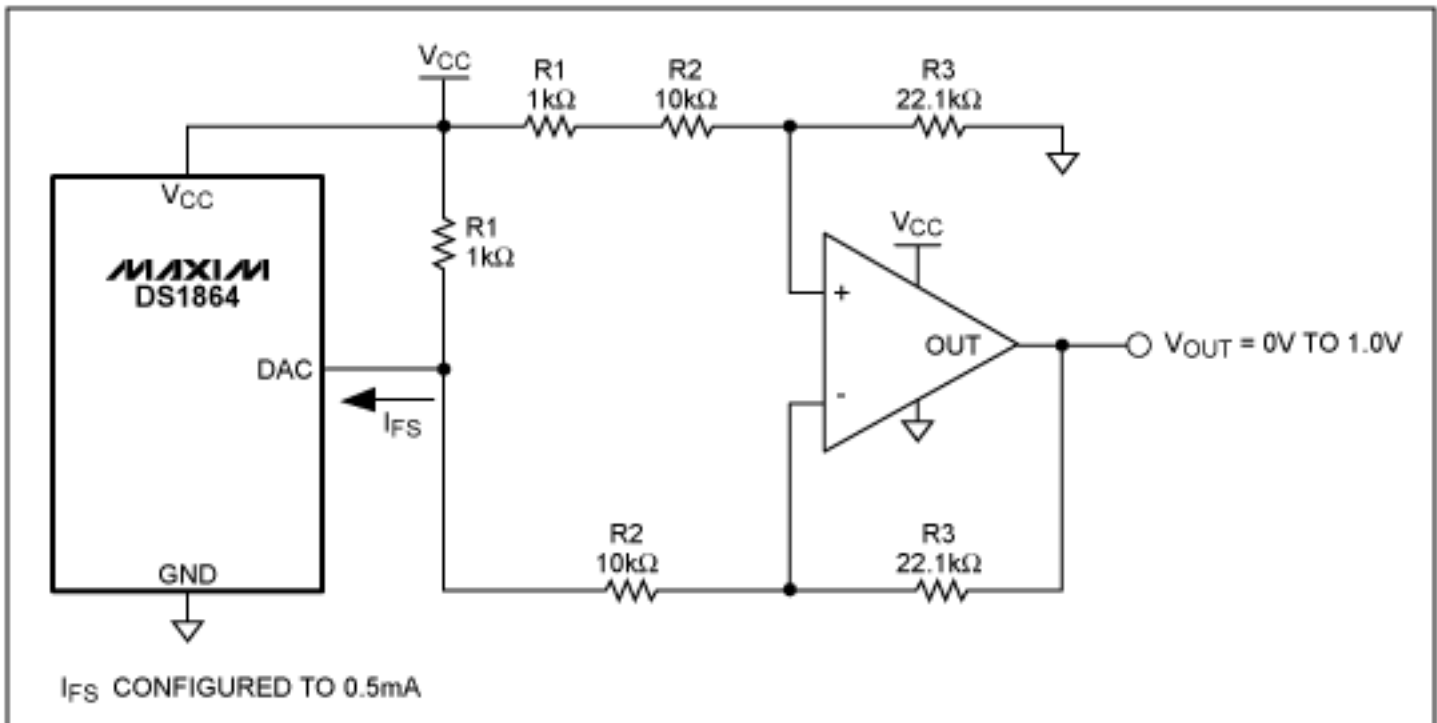 VCC
R1
1kΩ
R2
10kΩ
R3
22.1kΩ
VCC
MAXIM
DS1864
R1
1kΩ
VCC
+
OUT
VOUT = 0V TO 1.0V
DAC
IFS
-
R2
10kΩ
R3
22.1kΩ
GND
IFS CONFIGURED TO 0.5mA